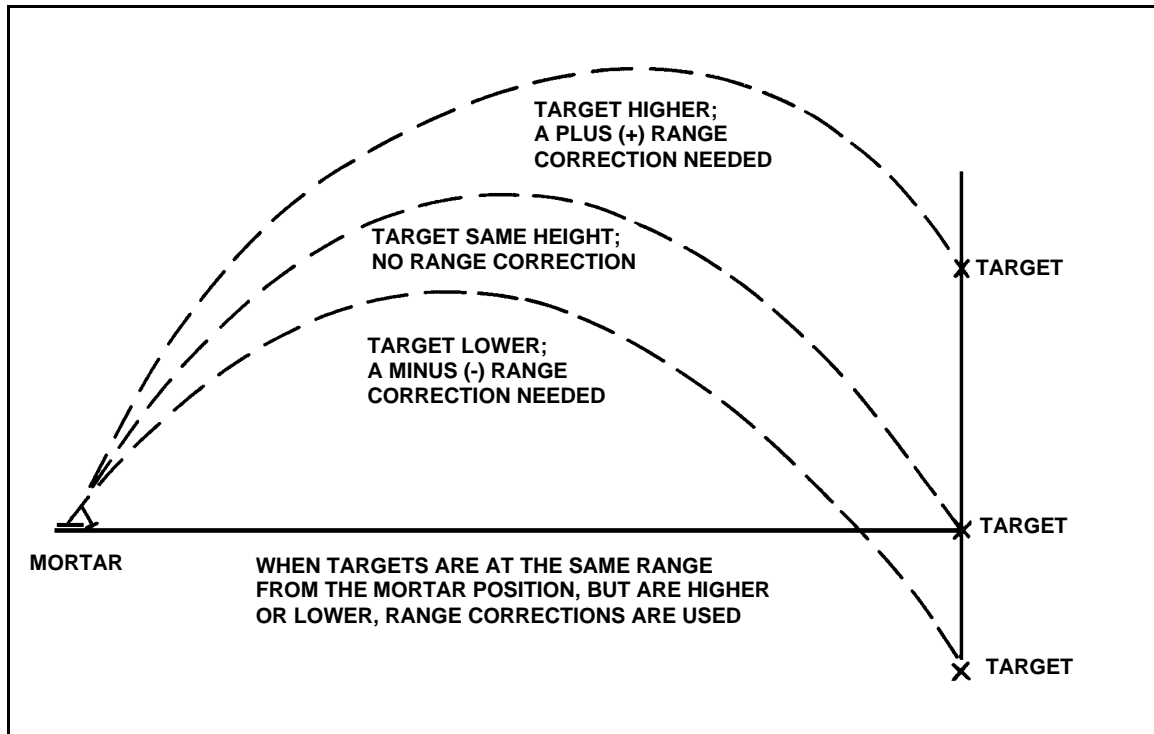 TARGET HIGHER;
A PLUS (+) RANGE
CORRECTION NEEDED
TARGET SAME HEIGHT;
NO RANGE CORRECTION
TARGET
TARGET LOWER;
A MINUS (-) RANGE
CORRECTION NEEDED
TARGET
MORTAR
WHEN TARGETS ARE AT THE SAME RANGE
FROM THE MORTAR POSITION, BUT ARE HIGHER
OR LOWER, RANGE CORRECTIONS ARE USED
TARGET